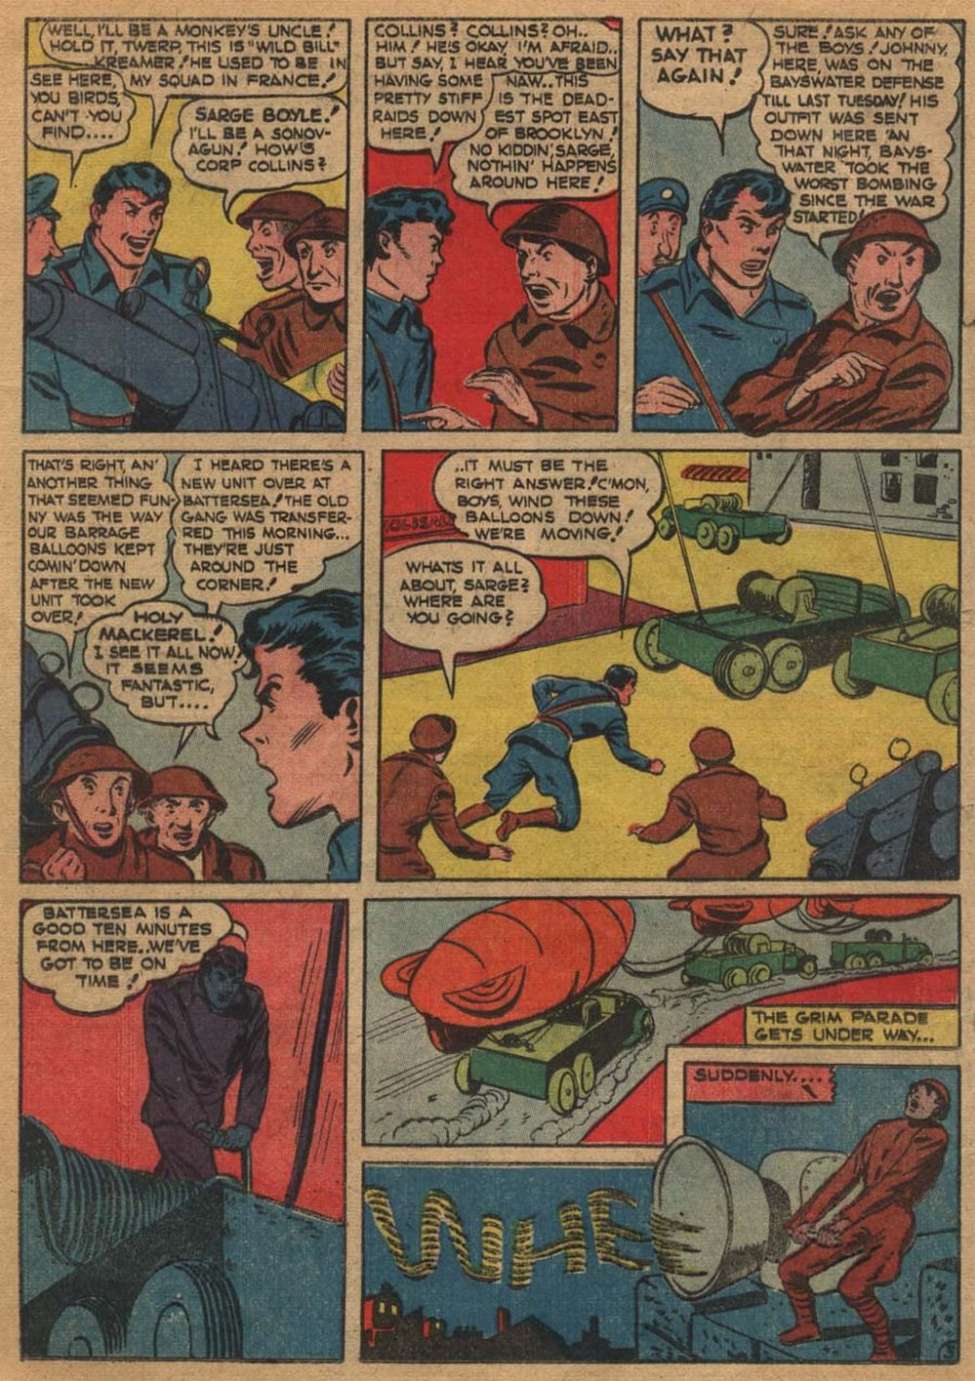 WELL, I'LL BE A MONKEY'S UNCLE!
HOLD IT, TWERP, THIS IS "WILD BILL"
KREAMER! HE USED TO BE IN
MY SQUAD IN FRANCE!
SEE HERE,
YOU BIRDS,
CAN'T YOU
FIND....
SARGE BOYLE!
I'LL BE A SONOV-
AGUN! HOW'S
CORP COLLINS?
COLLINS? COLLINS? OH..
HIM! HE'S OKAY, I'M AFRAID..
BUT SAY, I HEAR YOU'VE BEEN
HAVING SOME
PRETTY STIFF
RAIDS DOWN
HERE!
NAW...THIS
IS THE DEAD-
EST SPOT EAST
OF BROOKLYN!
NO KIDDIN', SARGE,
NOTHIN' HAPPENS
AROUND HERE!
WHAT?
SAY THAT
AGAIN!
SURE! ASK ANY OF
THE BOYS! JOHNNY,
HERE, WAS ON THE
BAYSWATER DEFENSE
TILL LAST TUESDAY! HIS
OUTFIT WAS SENT
DOWN HERE 'AN
THAT NIGHT, BAYS-
WATER TOOK THE
WORST BOMBING
SINCE THE WAR
STARTED!
THAT'S RIGHT, AN'
ANOTHER THING
THAT SEEMED FUN-
NY WAS THE WAY
OUR BARRAGE
BALLOONS KEPT
COMIN' DOWN
AFTER THE NEW
UNIT TOOK
OVER!
I HEARD THERE'S A
NEW UNIT OVER AT
BATTERSEA! THE OLD
GANG WAS TRANSFER-
RED THIS MORNING...
THEY'RE JUST
AROUND THE
CORNER!
HOLY
MACKEREL!
I SEE IT ALL NOW!
IT SEEMS
FANTASTIC,
BUT....
..IT MUST BE THE
RIGHT ANSWER! C'MON,
BOYS, WIND THESE
BALLOONS DOWN!
WE'RE MOVING!
WHATS IT ALL
ABOUT, SARGE?
WHERE ARE
YOU GOING?
BATTERSEA IS A
GOOD TEN MINUTES
FROM HERE...WE'VE
GOT TO BE ON
TIME!
THE GRIM PARADE
GETS UNDER WAY...
SUDDENLY....
WHE
5